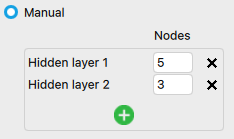 Manual
Nodes
Hidden layer 1 5
Hidden layer 2 3